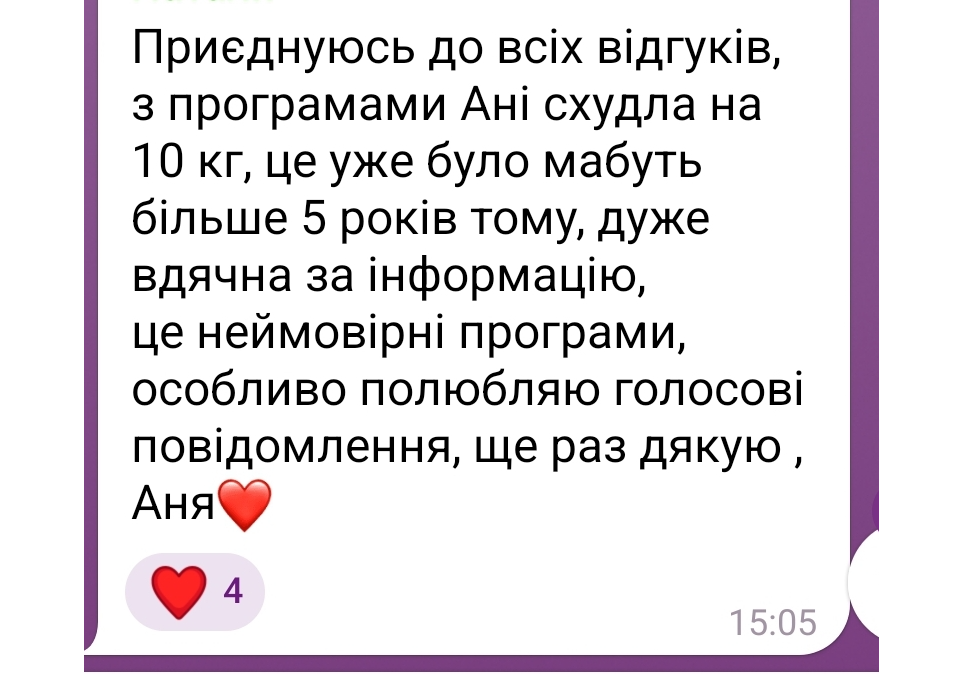 Приєднуюсь до всіх відгуків,
з програмами Ані схудла на
10 кг, це уже було мабуть
більше 5 років тому, дуже
вдячна за інформацію,
це неймовірні програми,
особливо полюбляю голосові
повідомлення, ще раз дякую ,
Аня❤️
❤️ 4
15:05